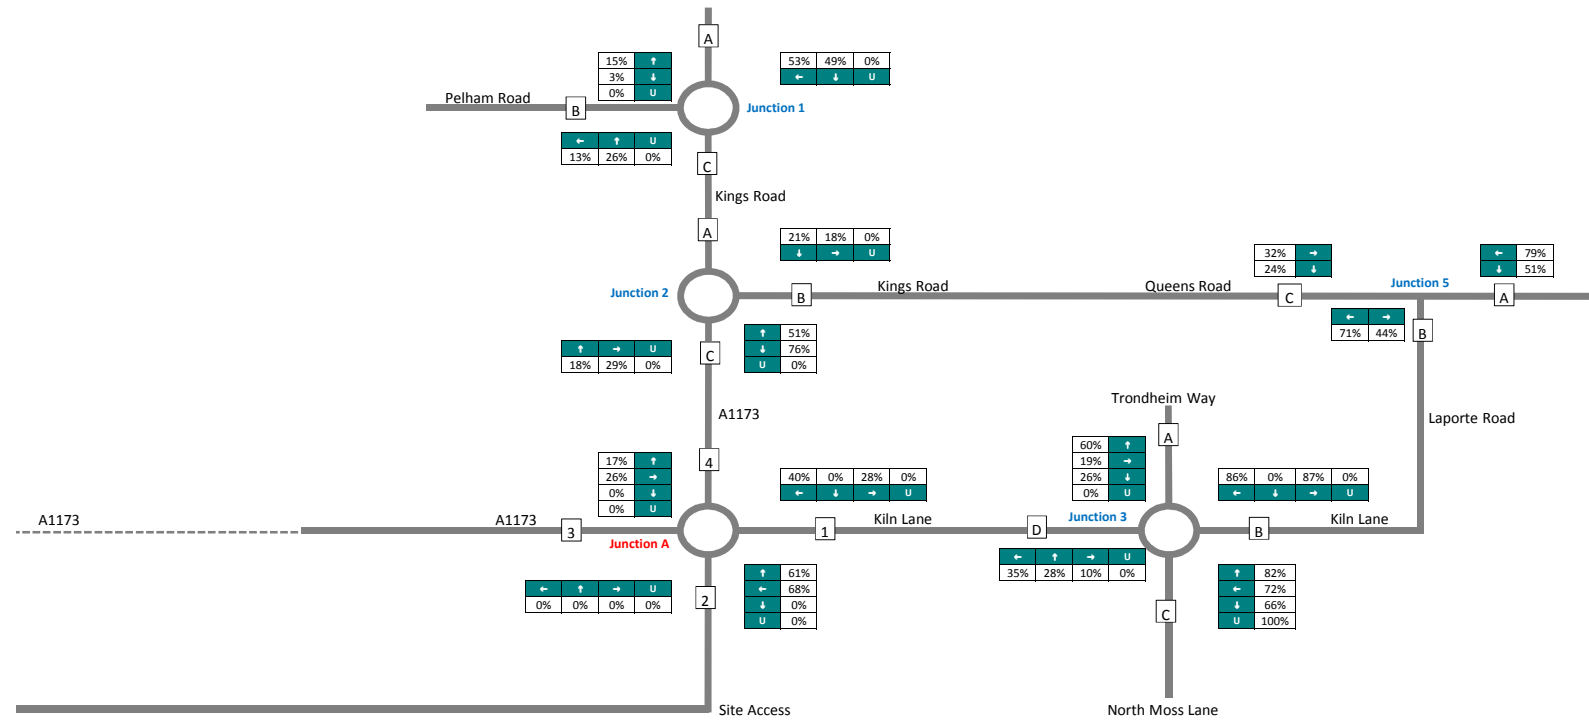 A
15% ↑
3% ↓
0% U
53% 49% 0%
← ↓ U
Pelham Road
B
Junction 1
← ↑ U
13% 26% 0%
C
Kings Road
A
21% 18% 0%
↓ → U
Junction 2
B
Kings Road
Queens Road
32% →
24% ↓
C
Junction 5
← 79%
↓ 51%
A
← →
71% 44%
B
↑ → U
18% 29% 0%
C
↑ 51%
↓ 76%
U 0%
A1173
Trondheim Way
Laporte Road
A
60% ↑
19% →
26% ↓
0% U
17% ↑
26% →
0% ↓
0% U
4
40% 0% 28% 0%
← ↓ → U
86% 0% 87% 0%
← ↓ → U
A1173
A1173
3
Junction A
1
Kiln Lane
D
Junction 3
B
Kiln Lane
← ↑ → U
35% 28% 10% 0%
← ↑ → U
0% 0% 0% 0%
2
↑ 61%
← 68%
↓ 0%
U 0%
C
↑ 82%
← 72%
↓ 66%
U 100%
Site Access
North Moss Lane